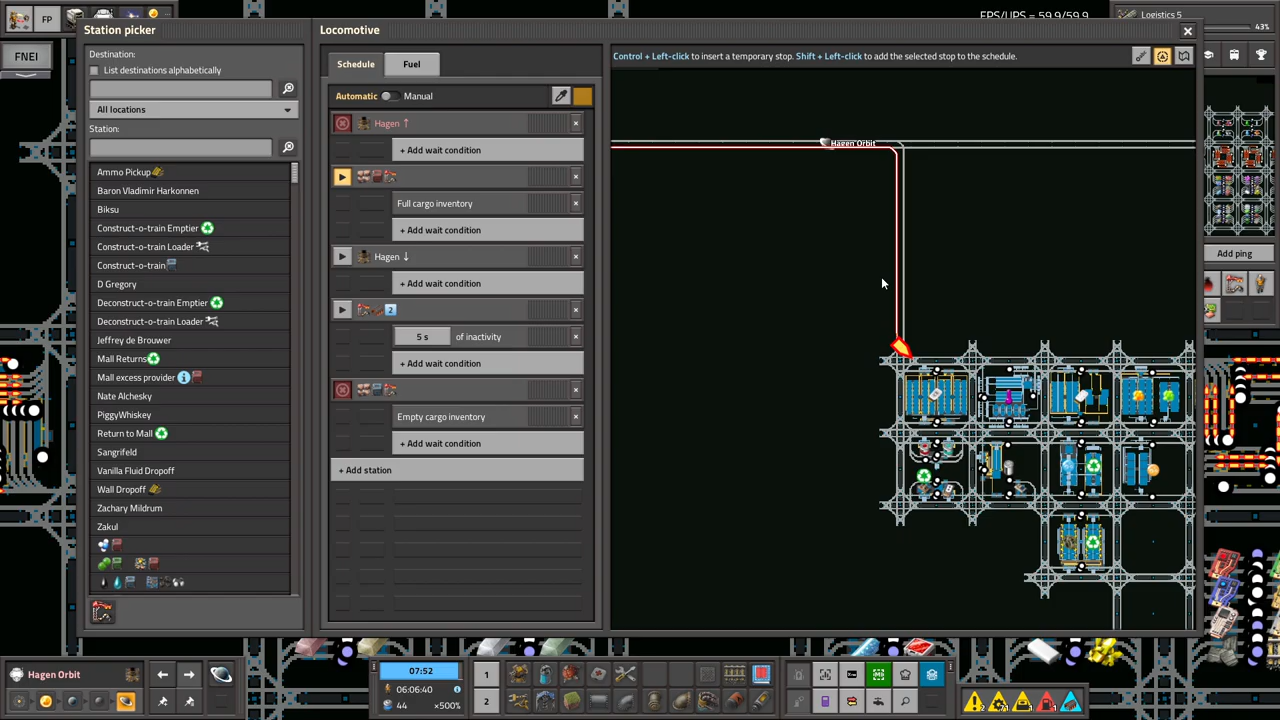 FP
FPS/UPS = 59.9/59.9
Logistics 5
43%
FNEI
Station picker
Destination:
List destinations alphabetically
All locations
Station:
Ammo Pickup
Baron Vladimir Harkonnen
Biksu
Construct-o-train Emptier
Construct-o-train Loader
Construct-o-train
D Gregory
Deconstruct-o-train Emptier
Deconstruct-o-train Loader
Jeffrey de Brouwer
Mall Returns
Mall excess provider
Nate Alchesky
PiggyWhiskey
Return to Mall
Sangrifeld
Vanilla Fluid Dropoff
Wall Dropoff
Zachary Mildrum
Zakul
Locomotive
Schedule
Fuel
Automatic
Manual
Hagen ↑
+ Add wait condition
Full cargo inventory
+ Add wait condition
Hagen ↓
+ Add wait condition
2
5 s
of inactivity
+ Add wait condition
Empty cargo inventory
+ Add wait condition
+ Add station
Control + Left-click to insert a temporary stop. Shift + Left-click to add the selected stop to the schedule.
Hagen Orbit
Add ping
Hagen Orbit
07:52
06:06:40
44
×500%
1
2